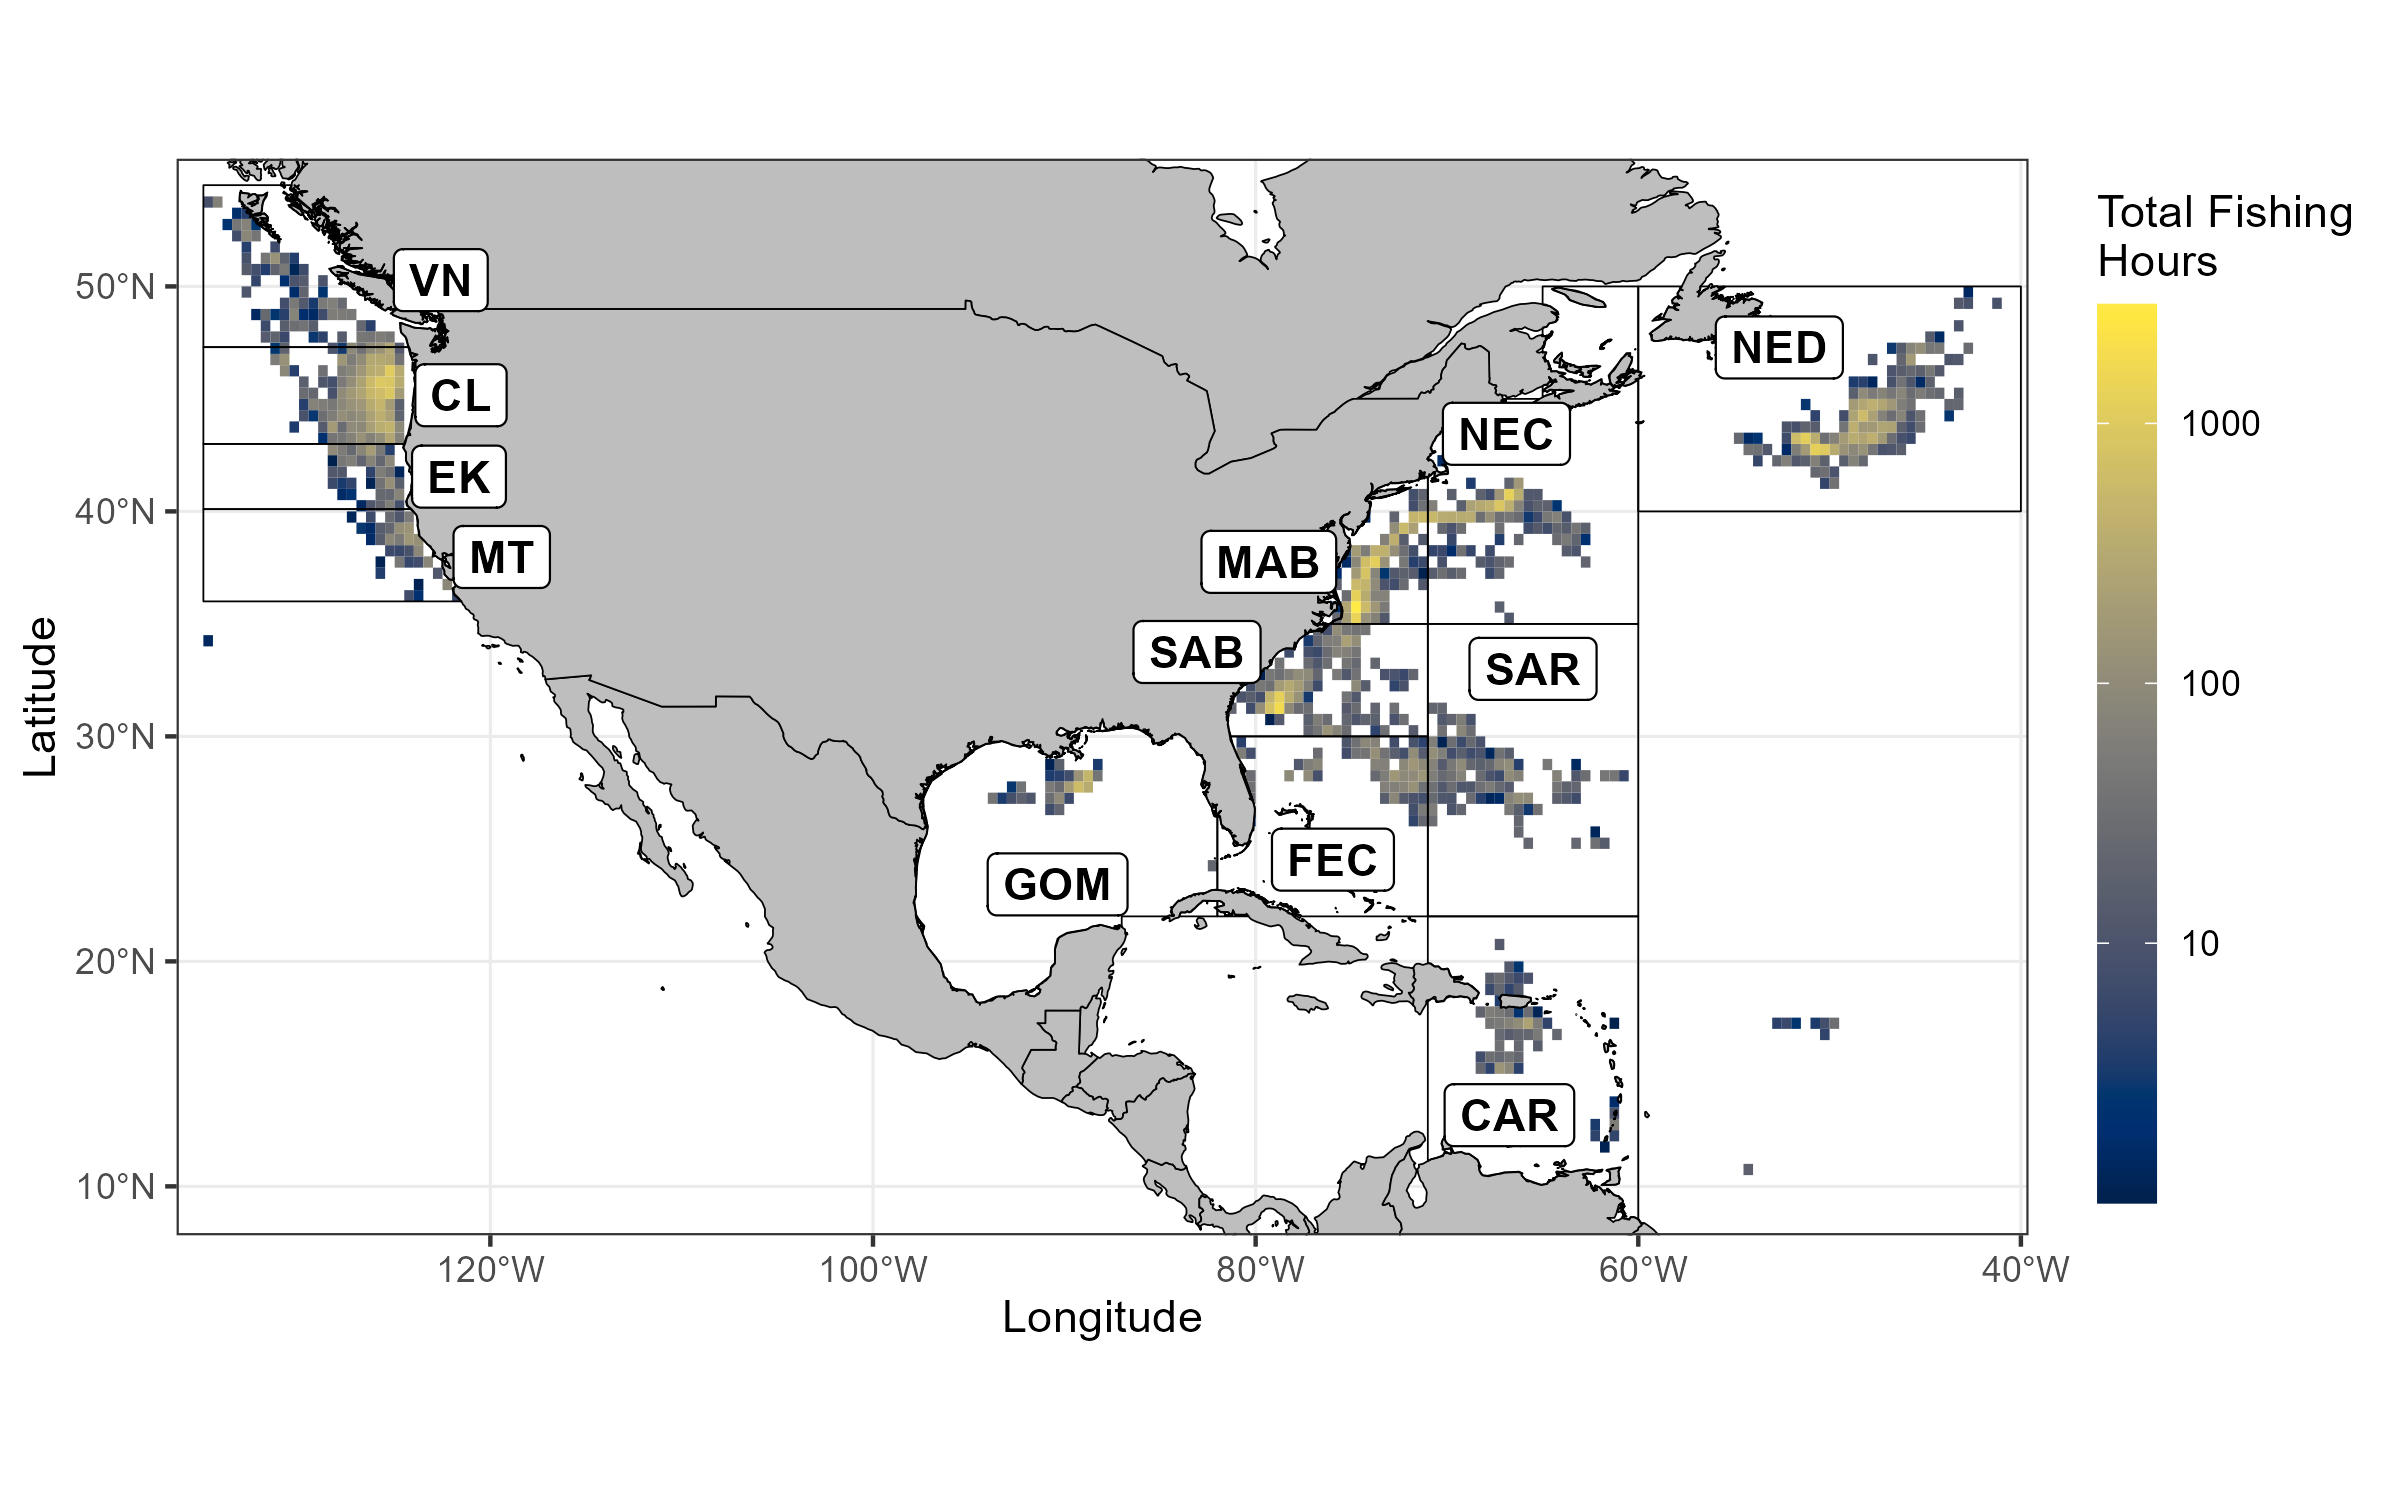 Total Fishing
Hours
1000
100
10
VN
CL
EK
MT
NED
NEC
MAB
SAB
SAR
FEC
GOM
CAR
50°N
40°N
30°N
20°N
10°N
Latitude
120°W
100°W
80°W
60°W
40°W
Longitude